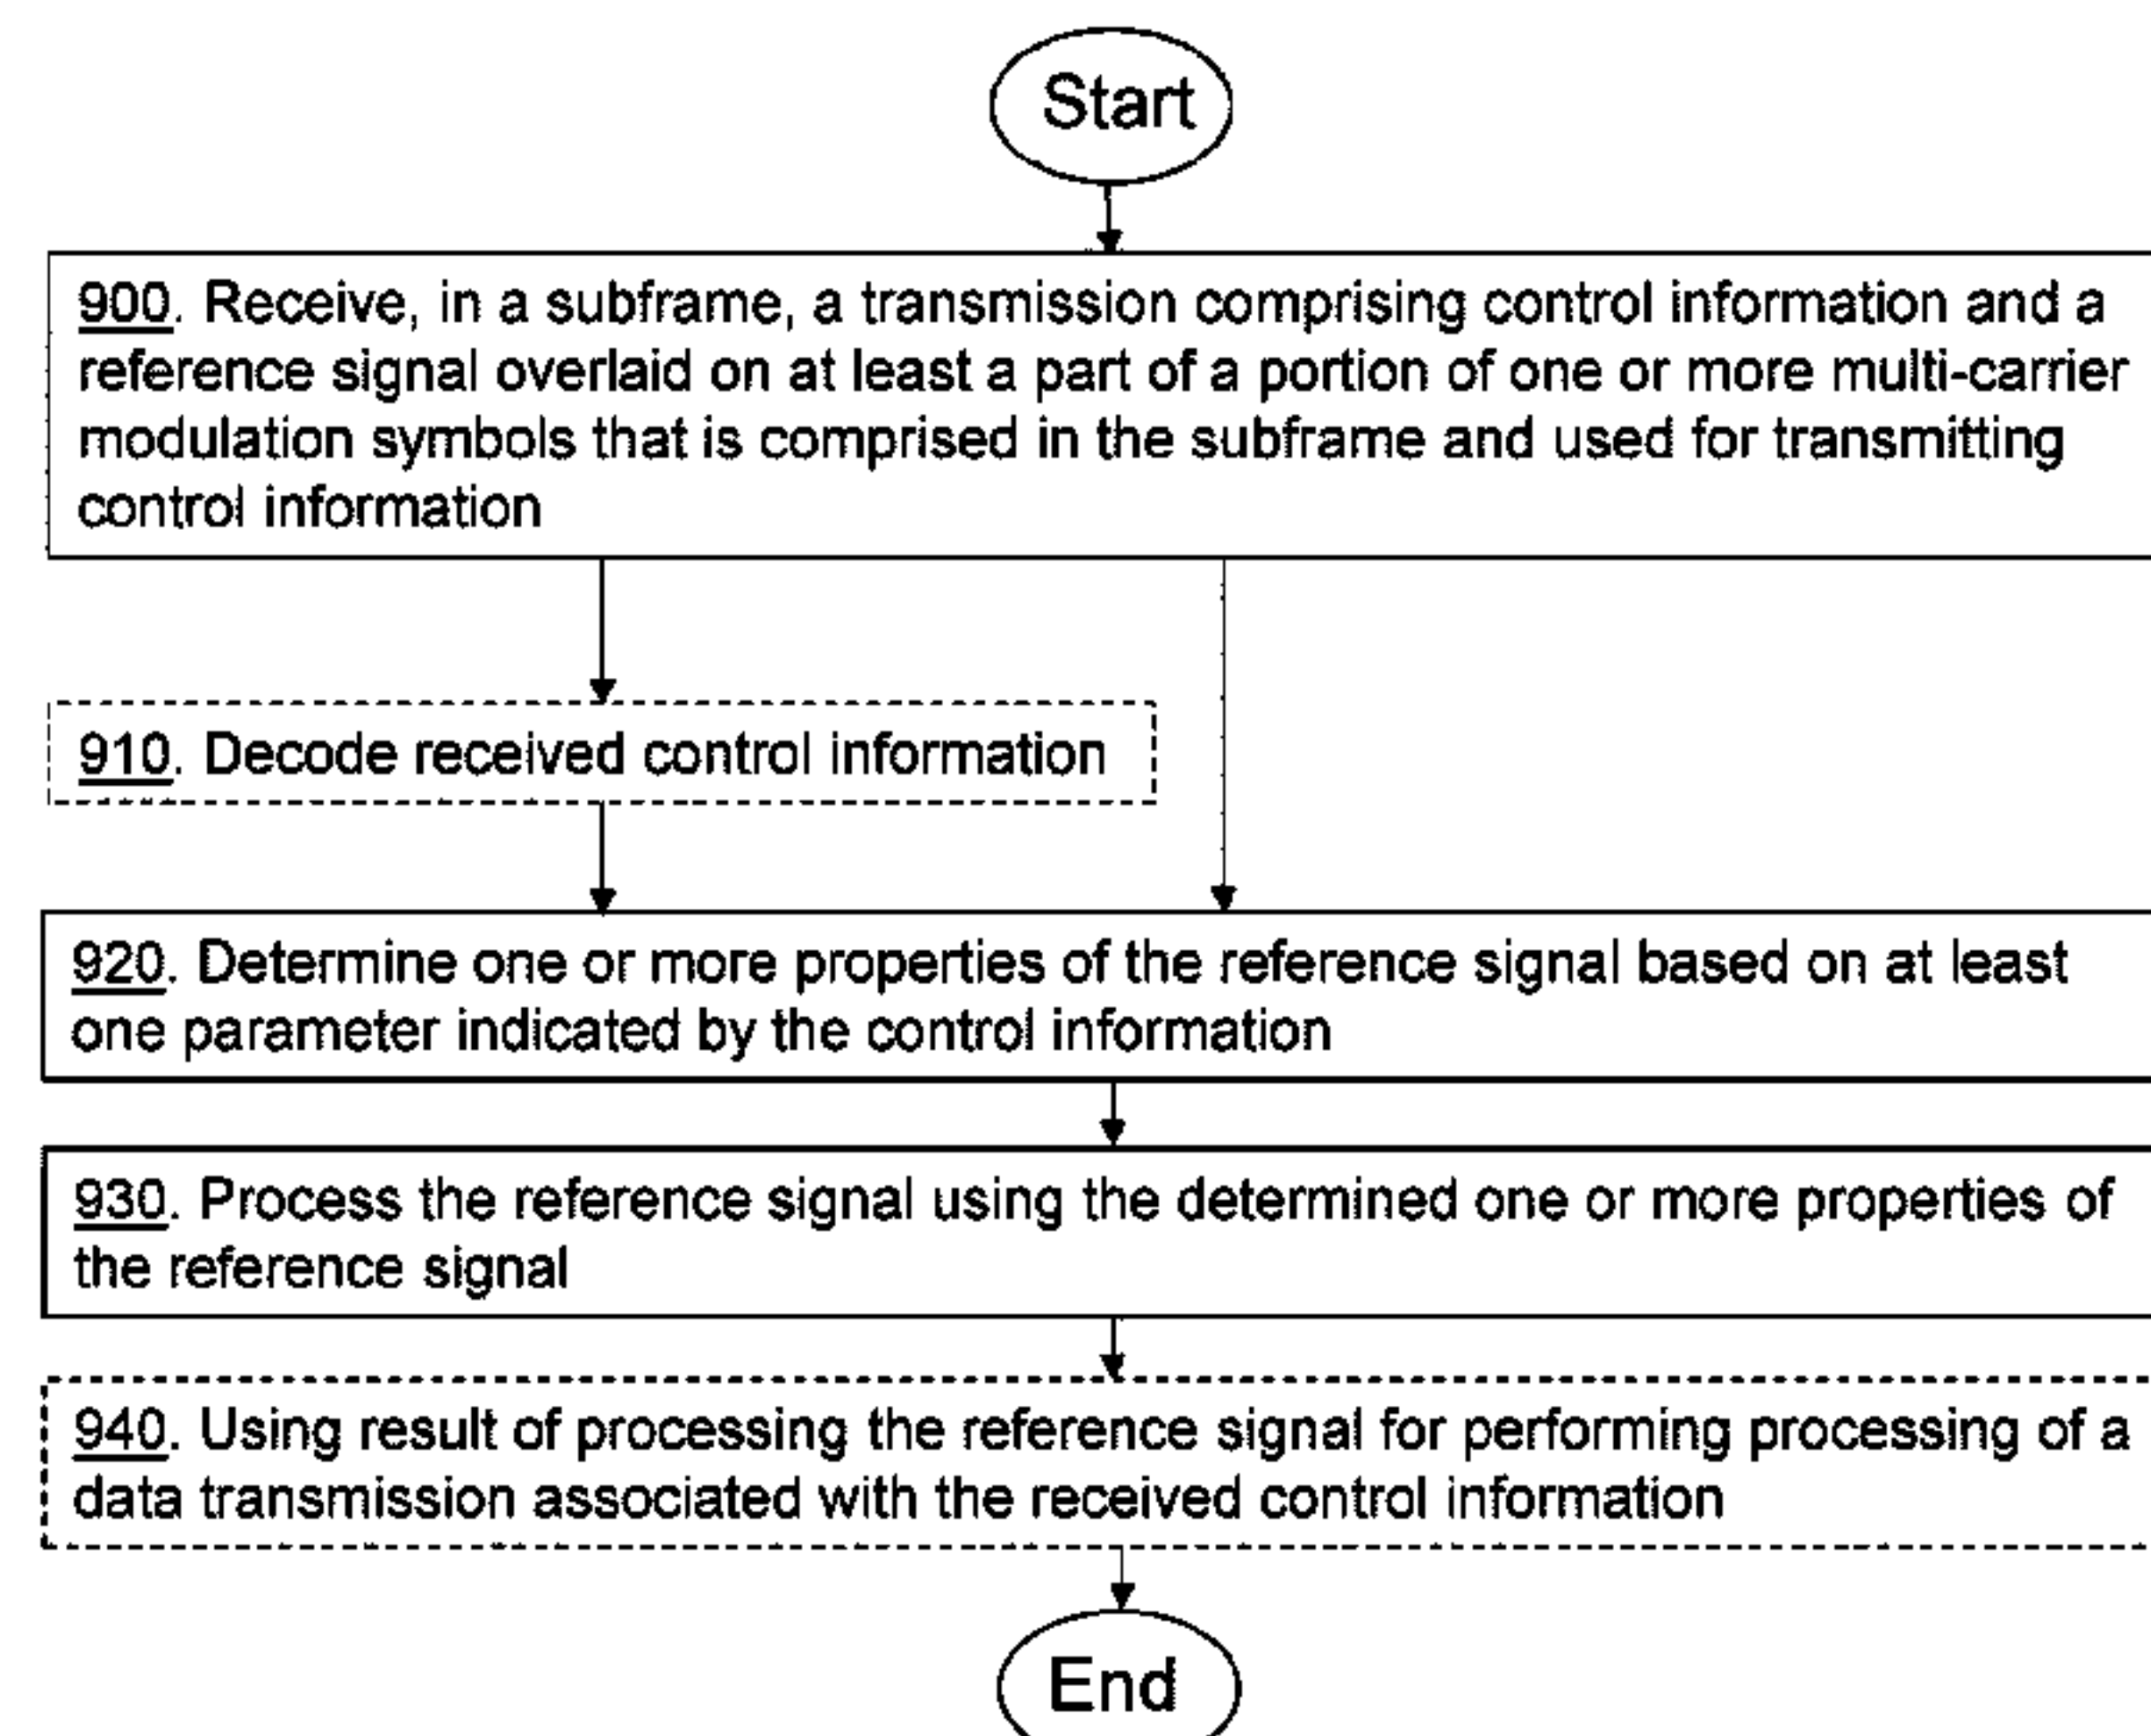 Start
900. Receive, in a subframe, a transmission comprising control information and a
reference signal overlaid on at least a part of a portion of one or more multi-carrier
modulation symbols that is comprised in the subframe and used for transmitting
control information
910. Decode received control information
920. Determine one or more properties of the reference signal based on at least
one parameter indicated by the control information
930. Process the reference signal using the determined one or more properties of
the reference signal
940. Using result of processing the reference signal for performing processing of a
data transmission associated with the received control information
End